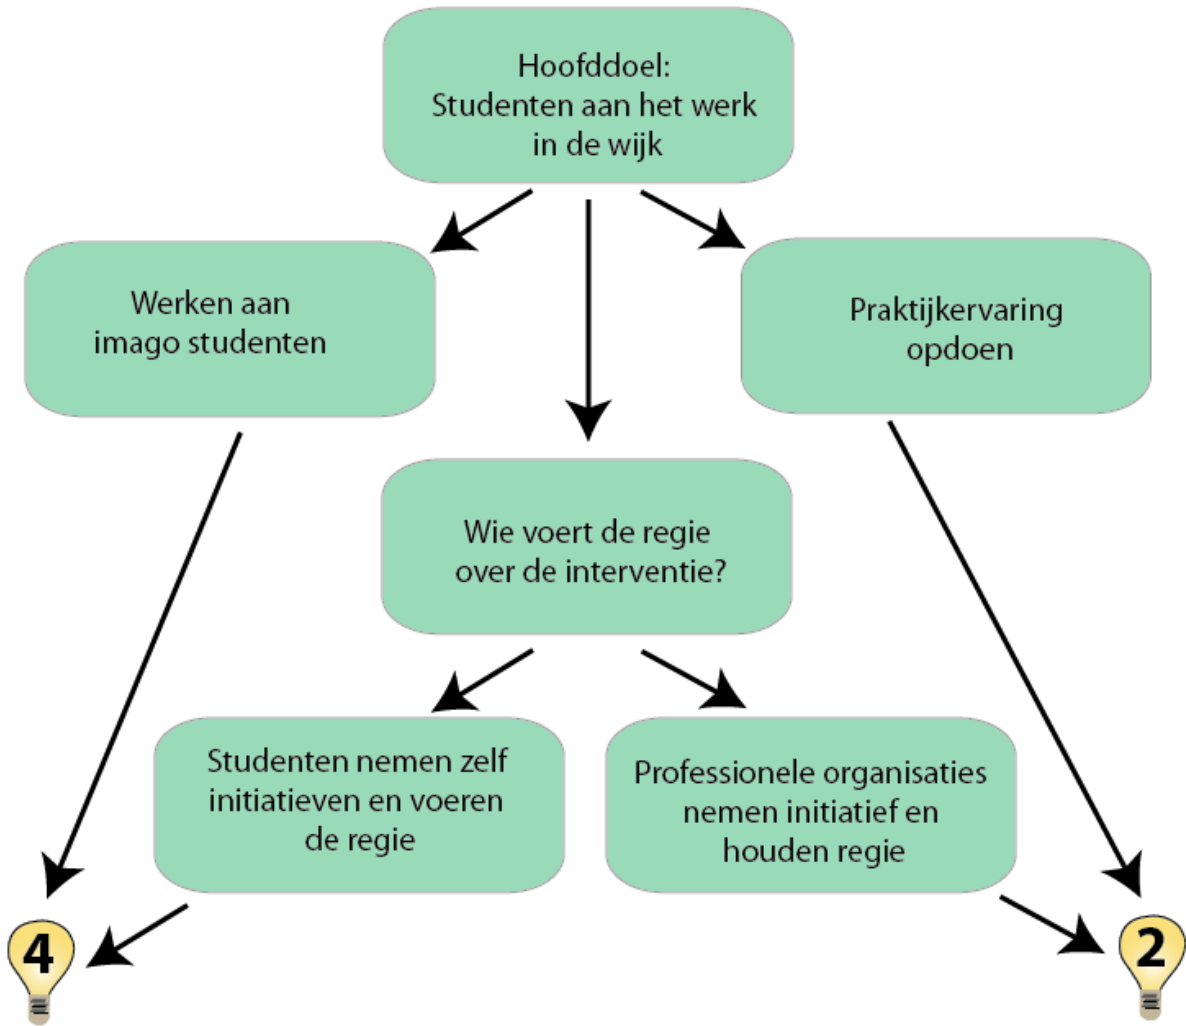 Hoofddoel:
Studenten aan het werk
in de wijk
Werken aan
imago studenten
Praktijkervaring
opdoen
Wie voert de regie
over de interventie?
Studenten nemen zelf
initiatieven en voeren
de regie
Professionele organisaties
nemen initiatief en
houden regie
4
2